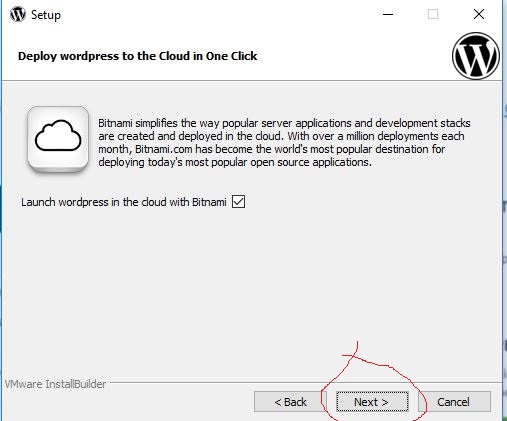 Setup
Deploy wordpress to the Cloud in One Click
Bitnami simplifies the way popular server applications and development stacks
are created and deployed in the cloud. With over a million deployments each
month, Bitnami.com has become the world's most popular destination for
deploying today's most popular open source applications.
Launch wordpress in the cloud with Bitnami
VMware InstallBuilder
< Back
Next >
Cancel